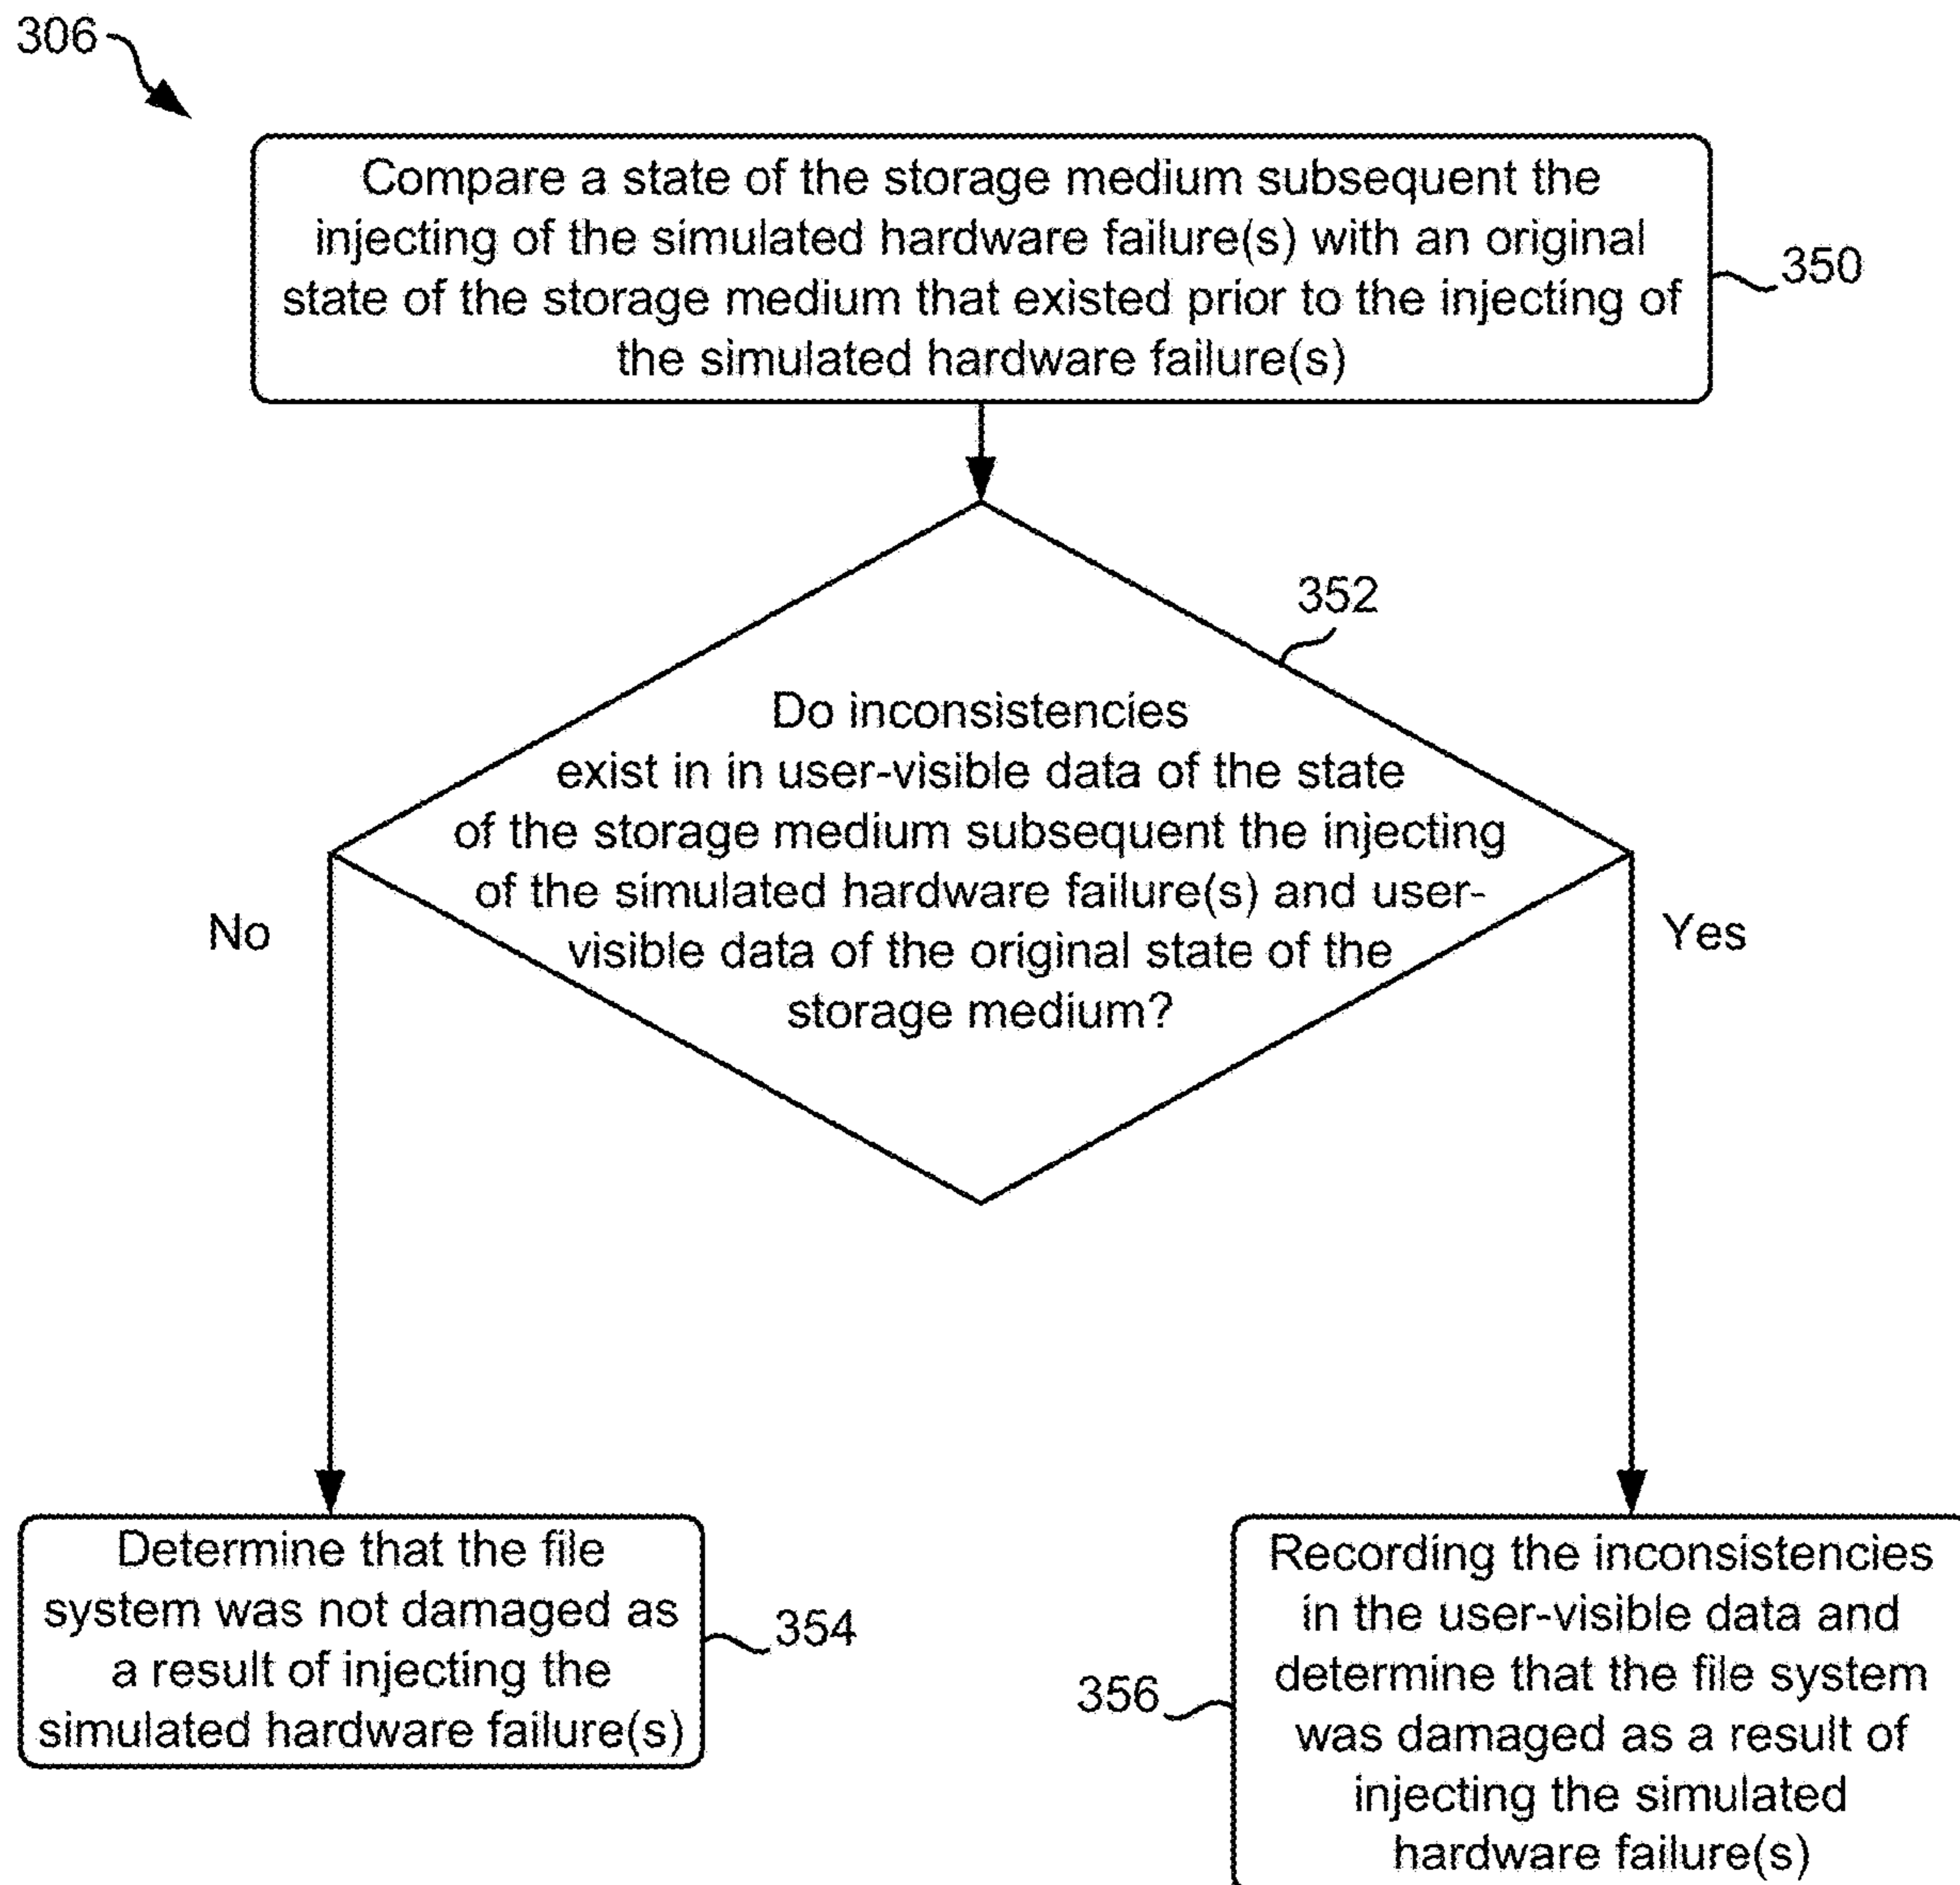 306
Compare a state of the storage medium subsequent the
injecting of the simulated hardware failure(s) with an original
state of the storage medium that existed prior to the injecting of
the simulated hardware failure(s)
350
352
Do inconsistencies
exist in in user-visible data of the state
of the storage medium subsequent the injecting
of the simulated hardware failure(s) and user-
visible data of the original state of the
storage medium?
No
Yes
Determine that the file
system was not damaged as
a result of injecting the
simulated hardware failure(s)
354
Recording the inconsistencies
in the user-visible data and
determine that the file system
was damaged as a result of
injecting the simulated
hardware failure(s)
356